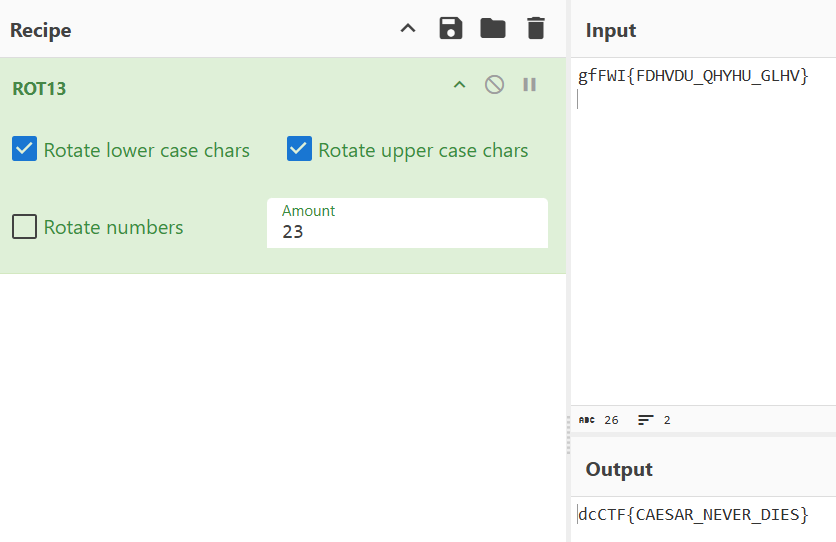 Recipe
ROT13
Rotate lower case chars
Rotate upper case chars
Rotate numbers
Amount
23
Input
gfFWI{FDHVDU_QHYHU_GLHV}
ABC 26 2
Output
dcCTF{CAESAR_NEVER_DIES}